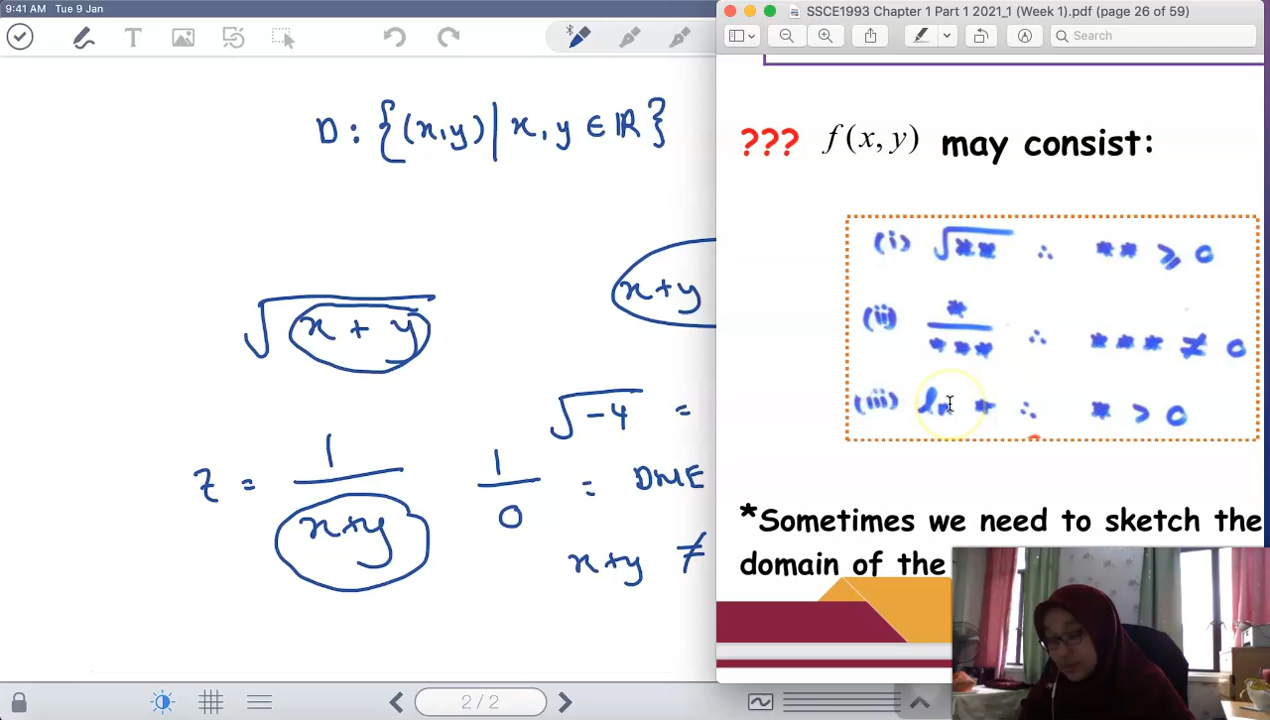 9:41 AM Tue 9 Jan
SSCE1993 Chapter 1 Part 1 2021_1 (Week 1).pdf (page 26 of 59)
T
Search
D: {(x,y) | x, y ∈ ℝ}
√(x + y)
x+y
√-4 =
z = 1/(x+y)
1/0 = DNE
x+y ≠
??? f(x, y) may consist:
(i) √** ∴ ** ≥ 0
(ii) */*** ∴ *** ≠ 0
(iii) ln * ∴ * > 0
*Sometimes we need to sketch the
domain of the
2 / 2